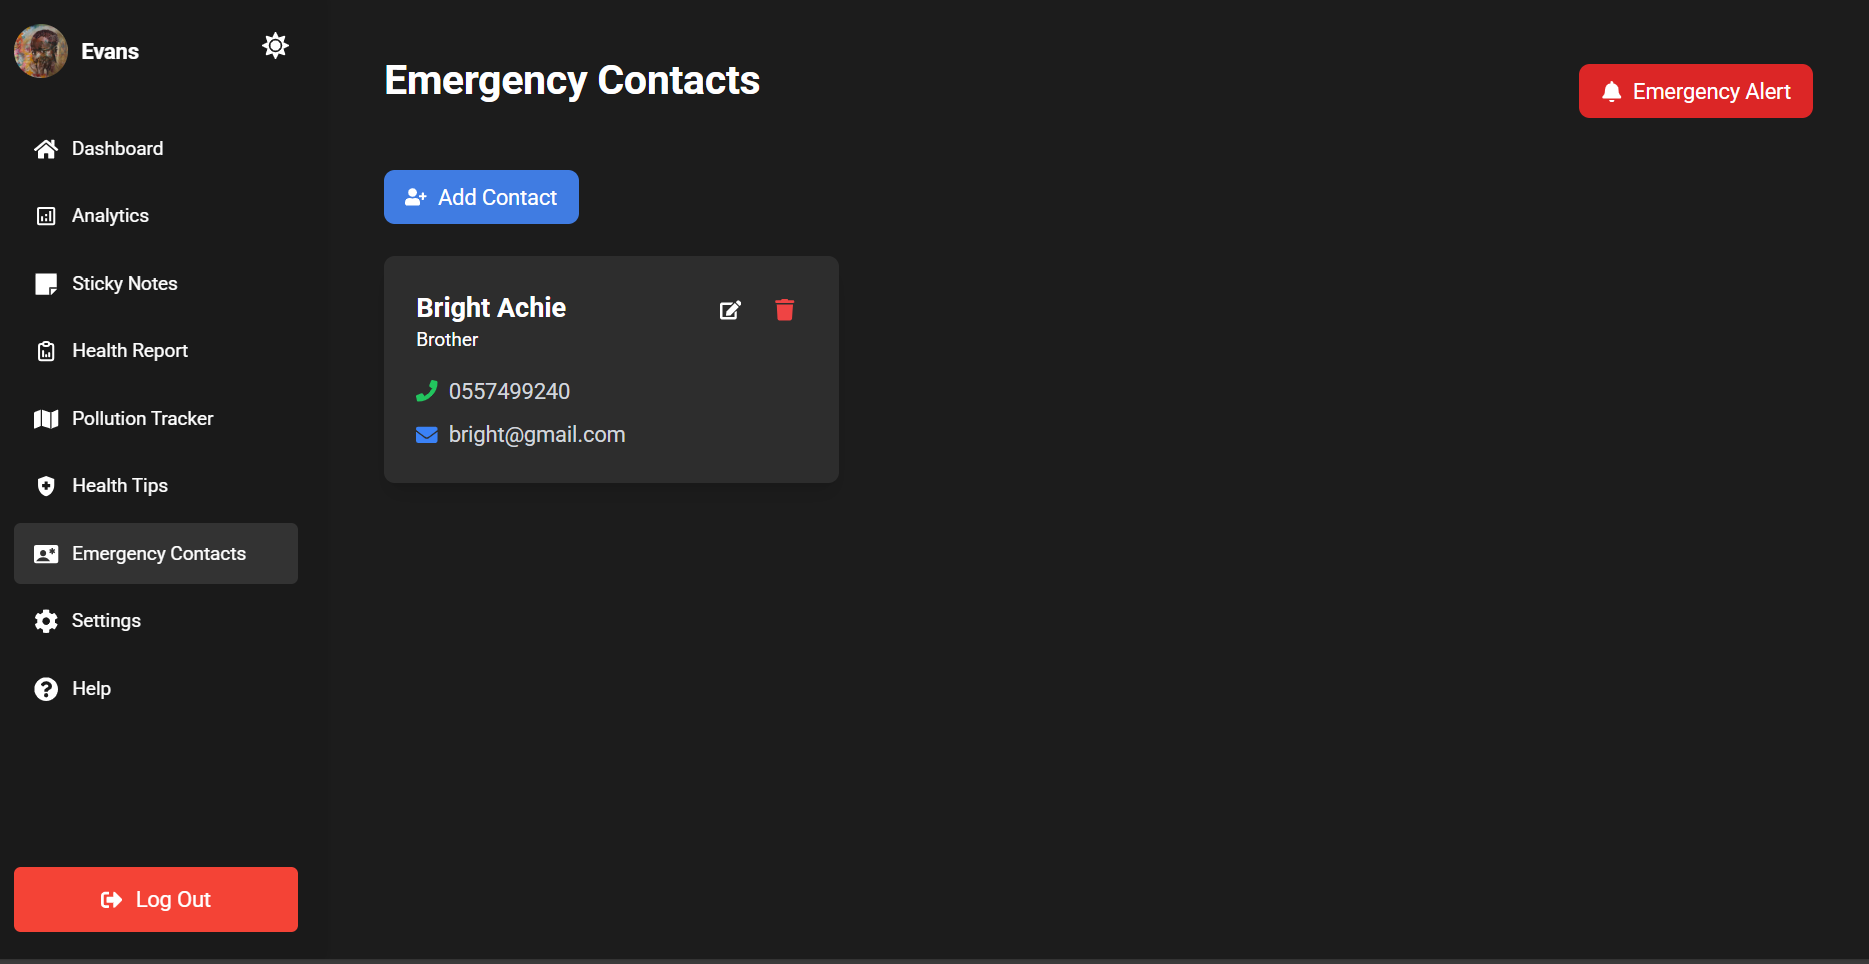 Evans
Dashboard
Analytics
Sticky Notes
Health Report
Pollution Tracker
Health Tips
Emergency Contacts
Settings
Help
Log Out
Emergency Contacts
Emergency Alert
Add Contact
Bright Achie
Brother
0557499240
bright@gmail.com